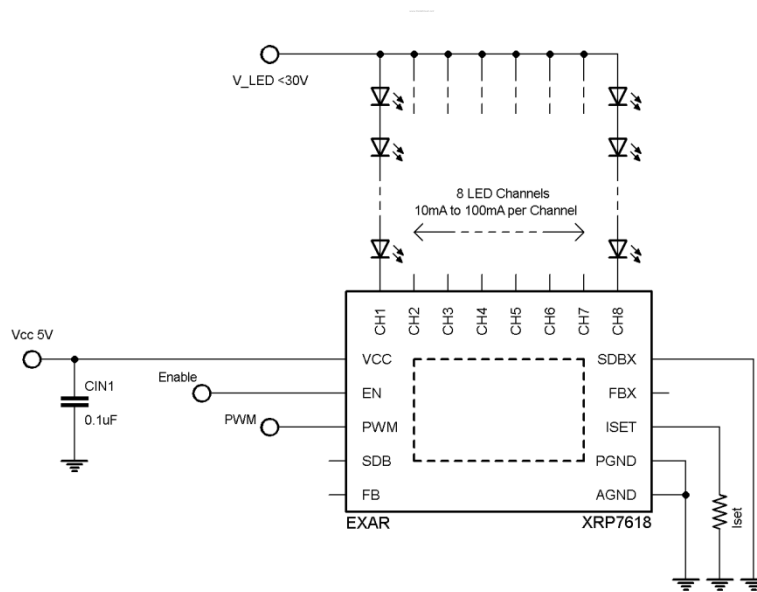 V_LED <30V
8 LED Channels
10mA to 100mA per Channel
CH1
CH2
CH3
CH4
CH5
CH6
CH7
CH8
Vcc 5V
VCC
SDBX
CIN1
0.1uF
Enable
EN
FBX
PWM
PWM
ISET
SDB
PGND
FB
AGND
Iset
EXAR
XRP7618